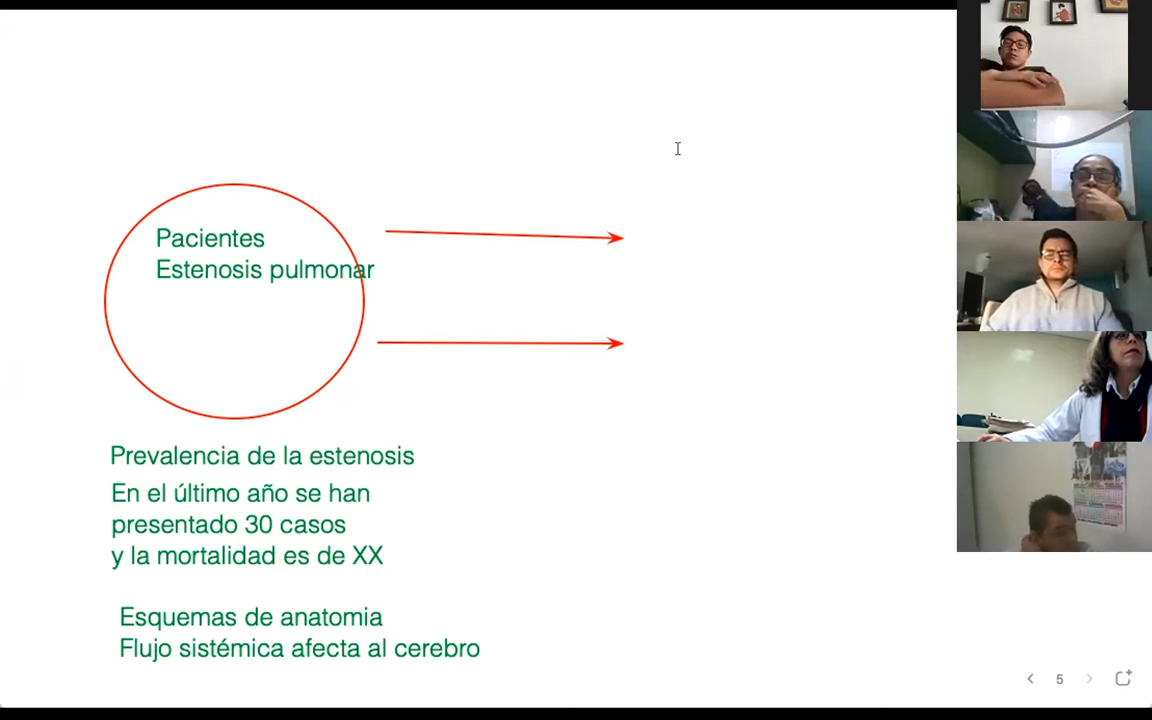 Pacientes
Estenosis pulmonar
Prevalencia de la estenosis
En el último año se han
presentado 30 casos
y la mortalidad es de XX
Esquemas de anatomia
Flujo sistémica afecta al cerebro
5